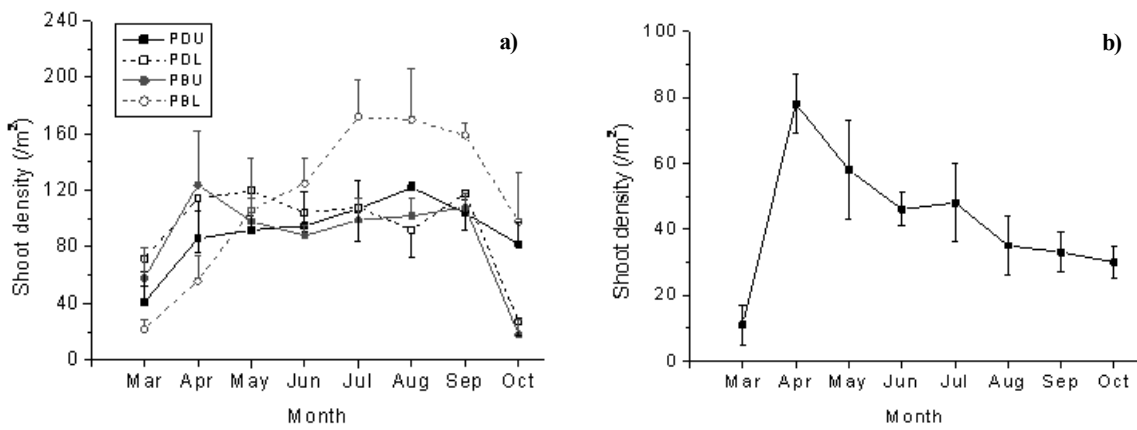 a)
240
200
160
120
80
40
0
Shoot density (/m²)
PDU
PDL
PBU
PBL
Mar Apr May Jun Jul Aug Sep Oct
Month
b)
100
80
60
40
20
0
Shoot density (/m²)
Mar Apr May Jun Jul Aug Sep Oct
Month